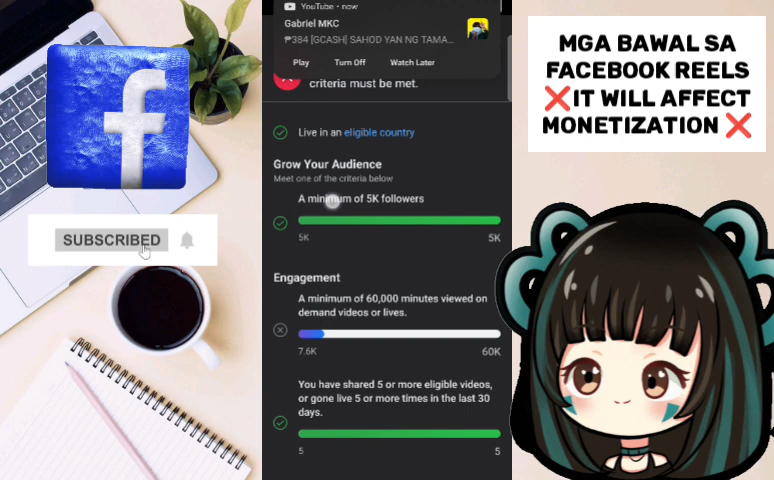 YouTube • now
Gabriel MKC
₱384 [GCASH] SAHOD YAN NG TAMA...
Play Turn Off Watch Later
criteria must be met.
Live in an eligible country
Grow Your Audience
Meet one of the criteria below
A minimum of 5K followers
5K 5K
Engagement
A minimum of 60,000 minutes viewed on
demand videos or lives.
7.6K 60K
You have shared 5 or more eligible videos,
or gone live 5 or more times in the last 30
days.
5 5
f
SUBSCRIBED
MGA BAWAL SA
FACEBOOK REELS
❌IT WILL AFFECT
MONETIZATION ❌